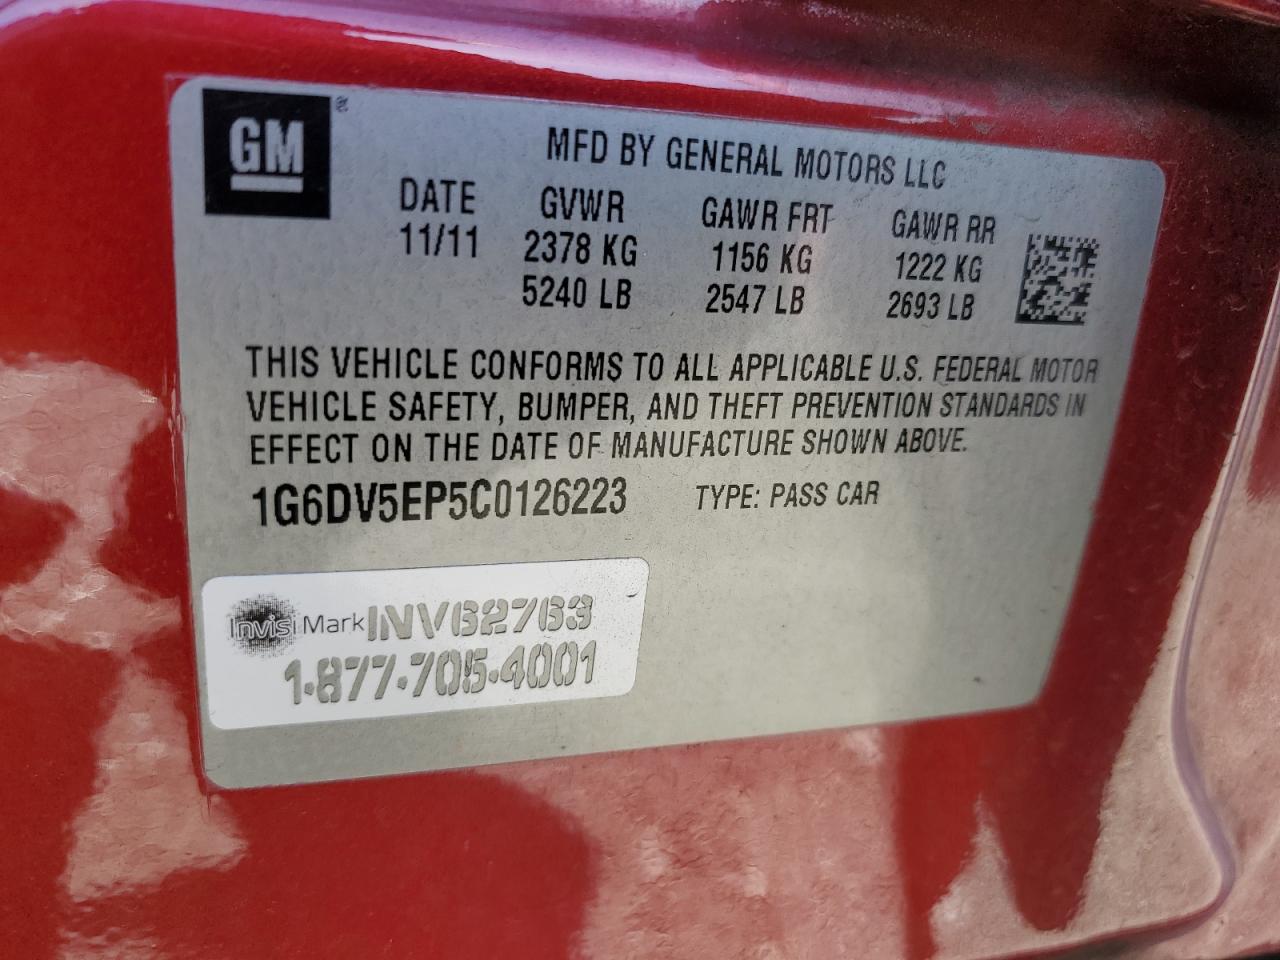 GM
®
MFD BY GENERAL MOTORS LLC
DATE GVWR GAWR FRT GAWR RR
11/11 2378 KG 1156 KG 1222 KG
5240 LB 2547 LB 2693 LB
THIS VEHICLE CONFORMS TO ALL APPLICABLE U.S. FEDERAL MOTOR
VEHICLE SAFETY, BUMPER, AND THEFT PREVENTION STANDARDS IN
EFFECT ON THE DATE OF MANUFACTURE SHOWN ABOVE.
1G6DV5EP5C0126223 TYPE: PASS CAR
InvisiMark INV62763
1-877-705-4001